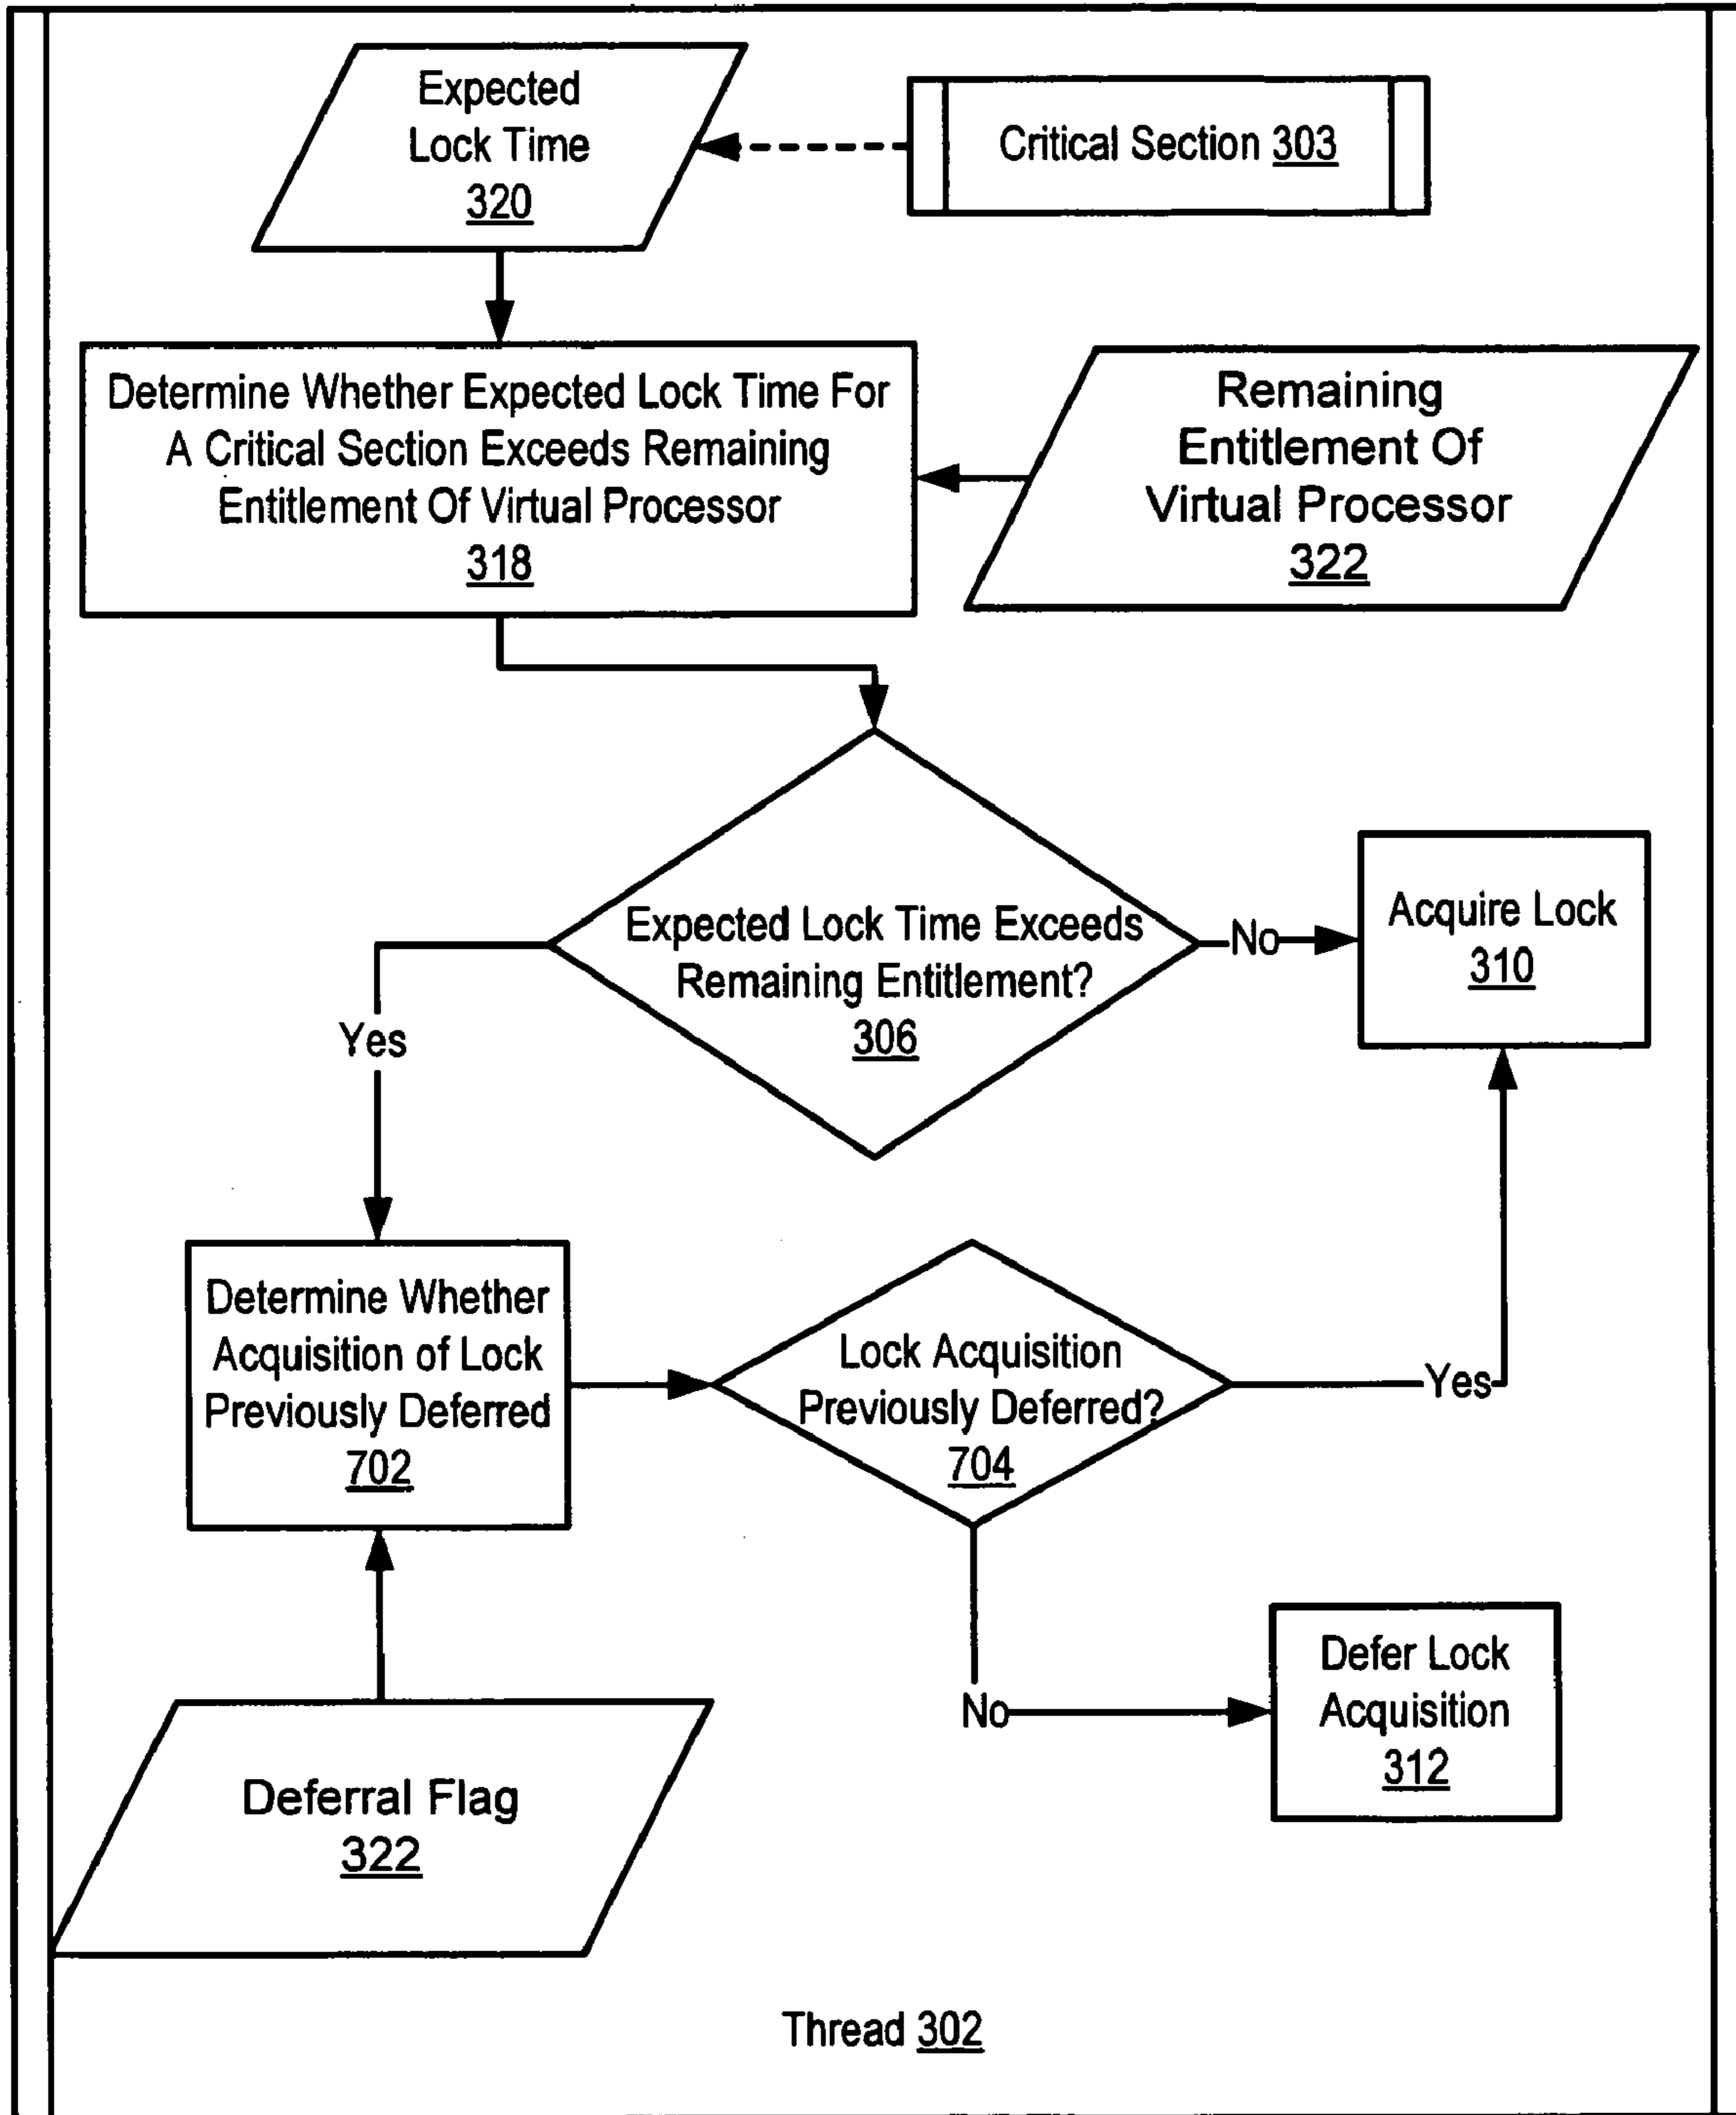 Expected
Lock Time
320
Critical Section 303
Determine Whether Expected Lock Time For
A Critical Section Exceeds Remaining
Entitlement Of Virtual Processor
318
Remaining
Entitlement Of
Virtual Processor
322
Expected Lock Time Exceeds
Remaining Entitlement?
306
No
Acquire Lock
310
Yes
Determine Whether
Acquisition of Lock
Previously Deferred
702
Lock Acquisition
Previously Deferred?
704
Yes
No
Defer Lock
Acquisition
312
Deferral Flag
322
Thread 302